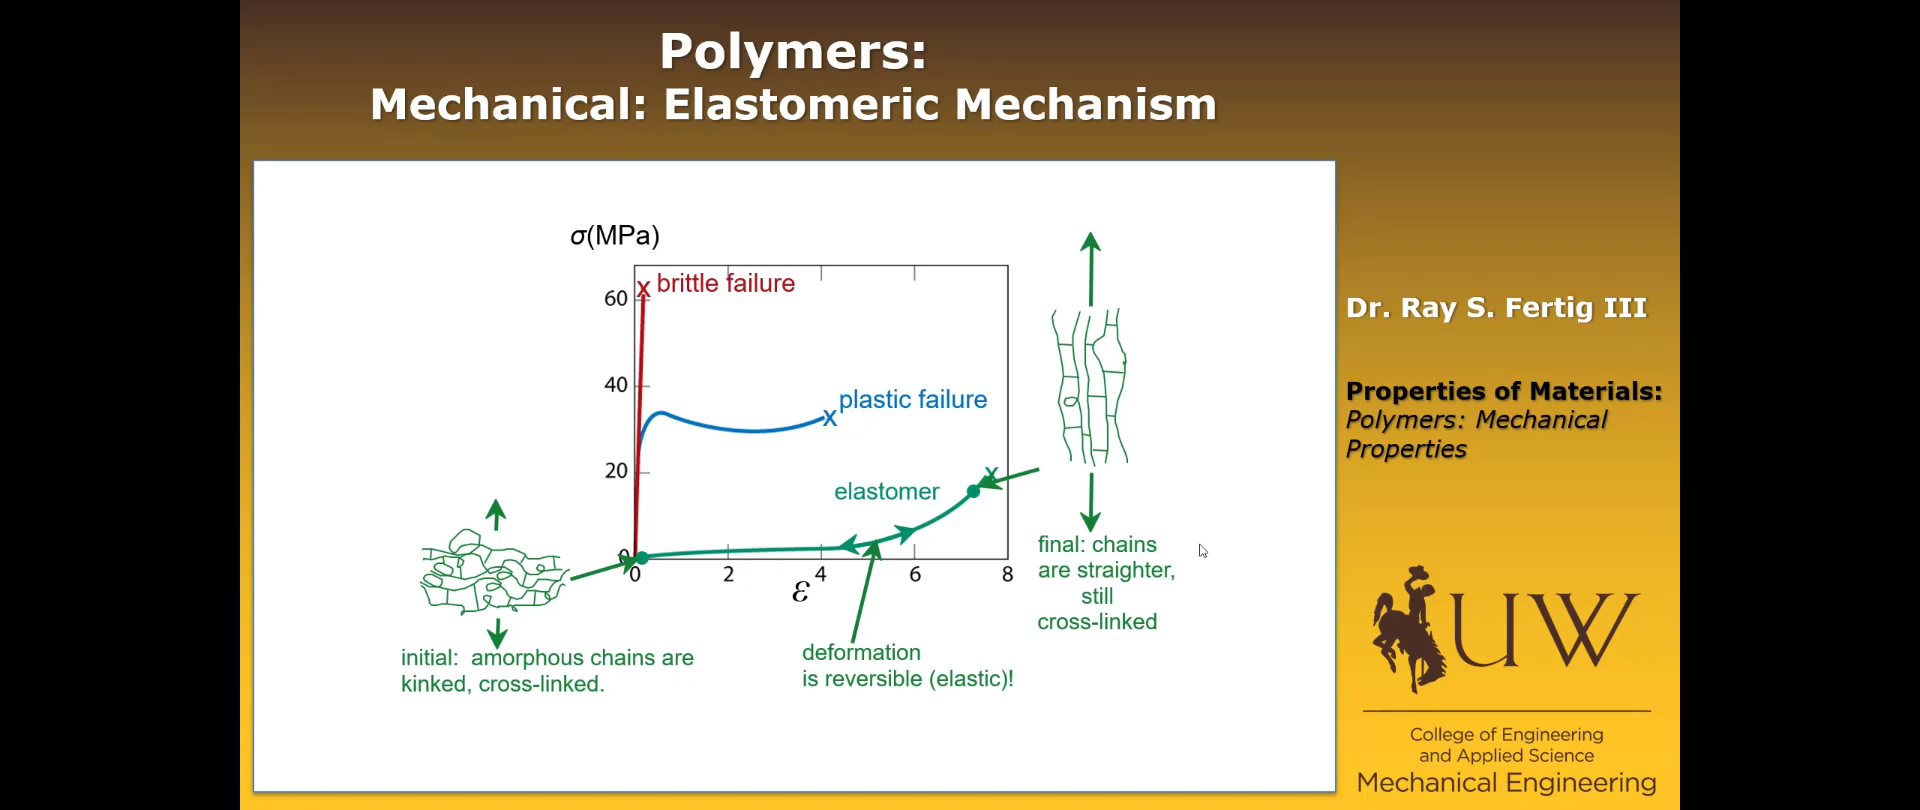 Polymers:
Mechanical: Elastomeric Mechanism
σ(MPa)
60
40
20
0
x brittle failure
plastic failure
x
elastomer
x
0
2
4
6
8
ε
initial: amorphous chains are
kinked, cross-linked.
deformation
is reversible (elastic)!
final: chains
are straighter,
still
cross-linked
Dr. Ray S. Fertig III
Properties of Materials:
Polymers: Mechanical
Properties
UW
College of Engineering
and Applied Science
Mechanical Engineering